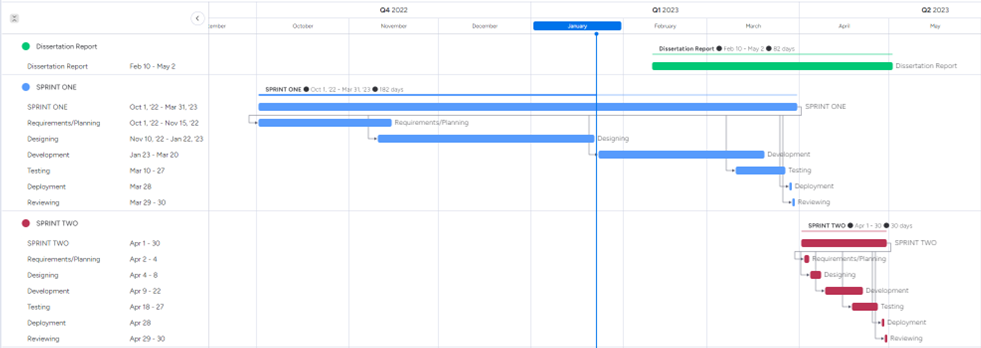 Q4 2022 Q1 2023 Q2 2023
ember October November December January February March April May
Dissertation Report
Dissertation Report ● Feb 10 - May 2 ● 82 days
Dissertation Report Feb 10 - May 2 Dissertation Report
SPRINT ONE
SPRINT ONE ● Oct 1, '22 - Mar 31, '23 ● 182 days
SPRINT ONE Oct 1, '22 - Mar 31, '23 SPRINT ONE
Requirements/Planning Oct 1, '22 - Nov 15, '22 Requirements/Planning
Designing Nov 10, '22 - Jan 22, '23 Designing
Development Jan 23 - Mar 20 Development
Testing Mar 10 - 27 Testing
Deployment Mar 28 Deployment
Reviewing Mar 29 - 30 Reviewing
SPRINT TWO
SPRINT TWO ● Apr 1 - 30 ● 30 days
SPRINT TWO Apr 1 - 30 SPRINT TWO
Requirements/Planning Apr 2 - 4 Requirements/Planning
Designing Apr 4 - 8 Designing
Development Apr 9 - 22 Development
Testing Apr 18 - 27 Testing
Deployment Apr 28 Deployment
Reviewing Apr 29 - 30 Reviewing